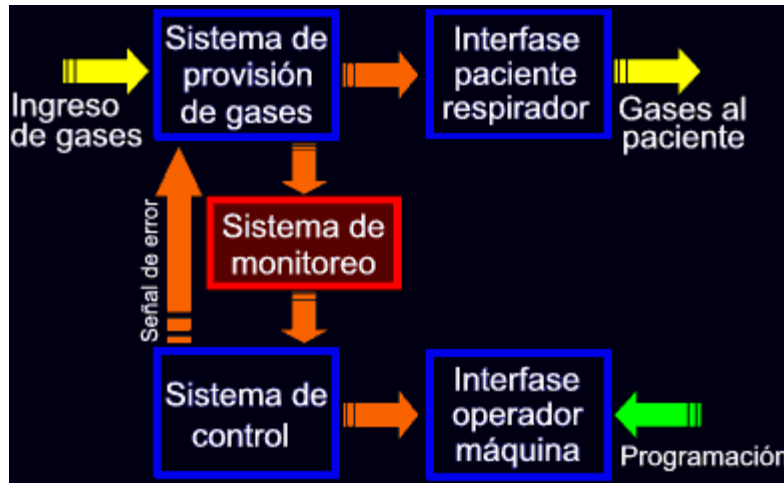 Sistema de
provisión
de gases
Interfase
paciente
respirador
Ingreso
de gases
Gases al
paciente
Señal de error
Sistema de
monitoreo
Sistema de
control
Interfase
operador
máquina
Programación